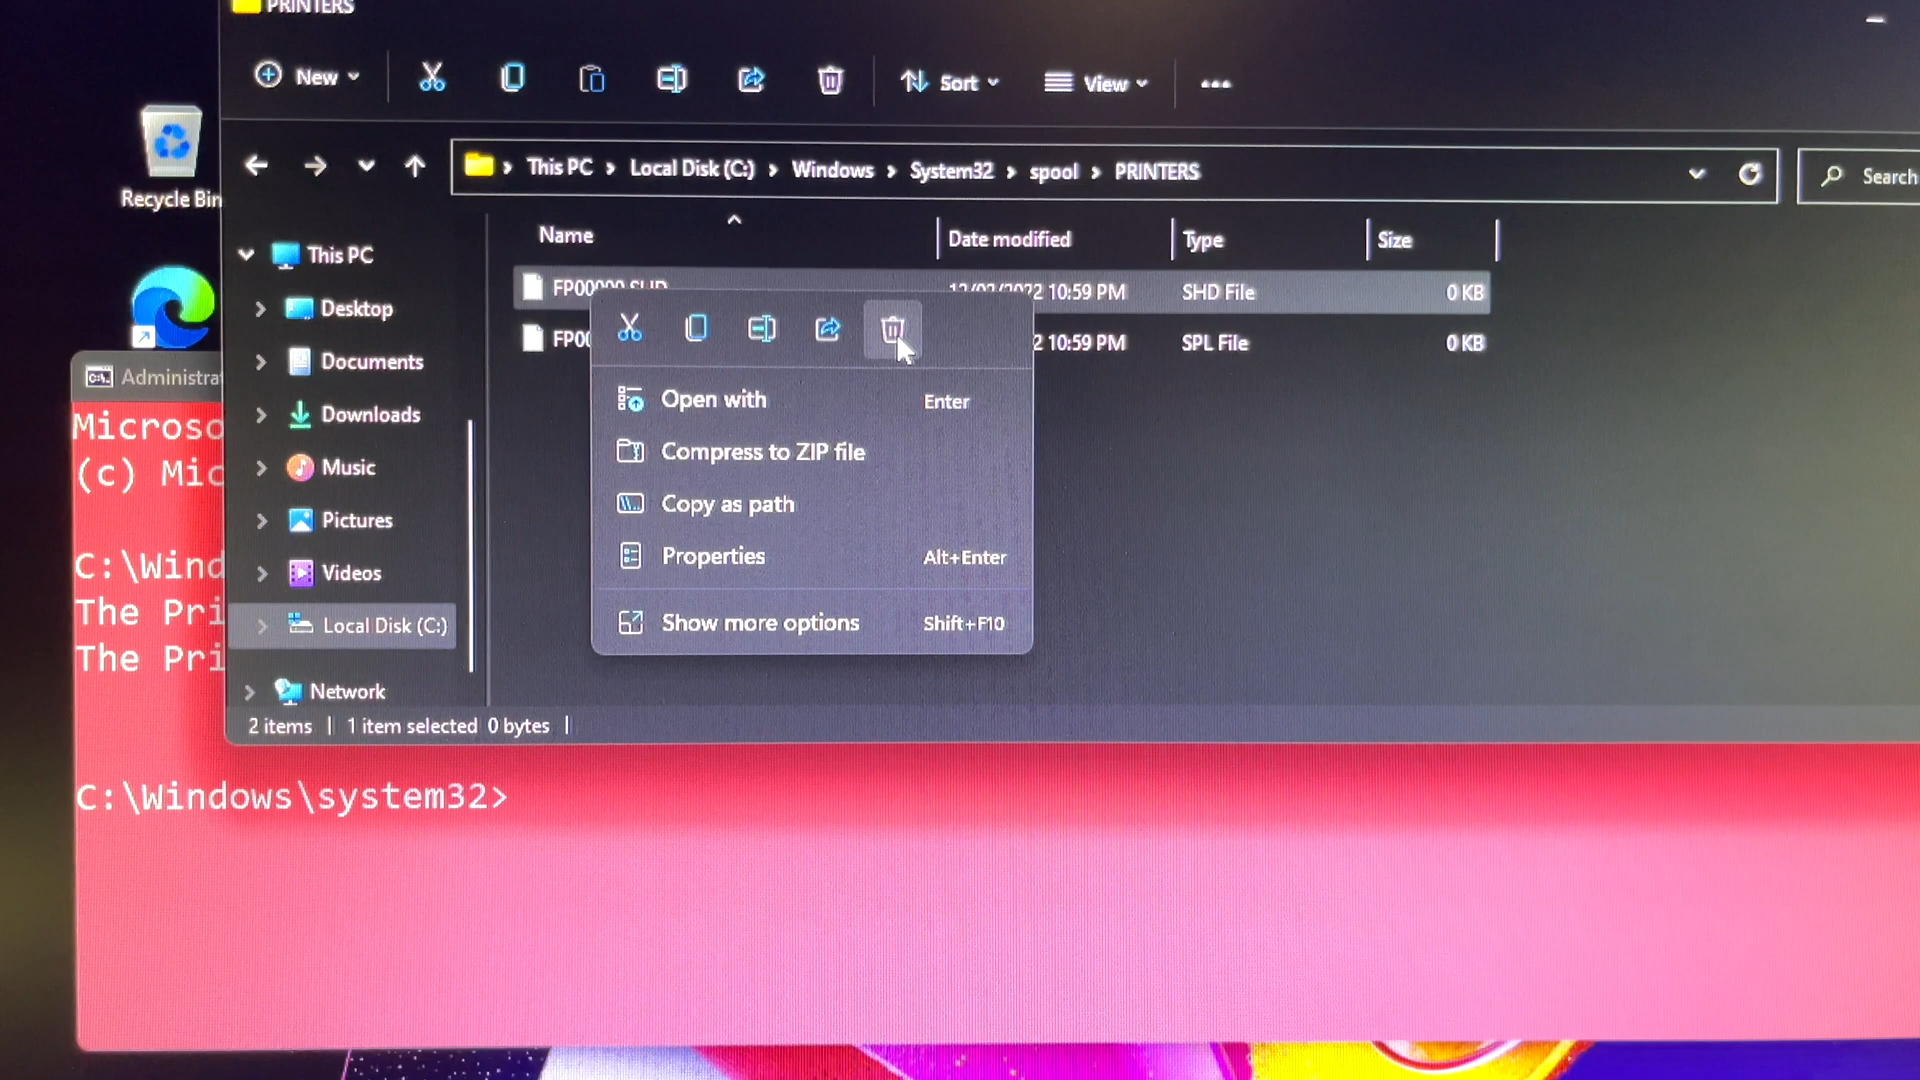 PRINTERS
New
Sort
View
Recycle Bin
This PC > Local Disk (C:) > Windows > System32 > spool > PRINTERS
Search
Name
Date modified
Type
Size
This PC
Desktop
Documents
Downloads
Music
Pictures
Videos
Local Disk (C:)
Network
10:59 PM
SHD File
0 KB
FP00
2 10:59 PM
SPL File
0 KB
Open with
Enter
Compress to ZIP file
Copy as path
Properties
Alt+Enter
Show more options
Shift+F10
2 items | 1 item selected 0 bytes |
Administrat
Microso
(c) Mic
C:\Wind
The Pri
The Pri
C:\Windows\system32>